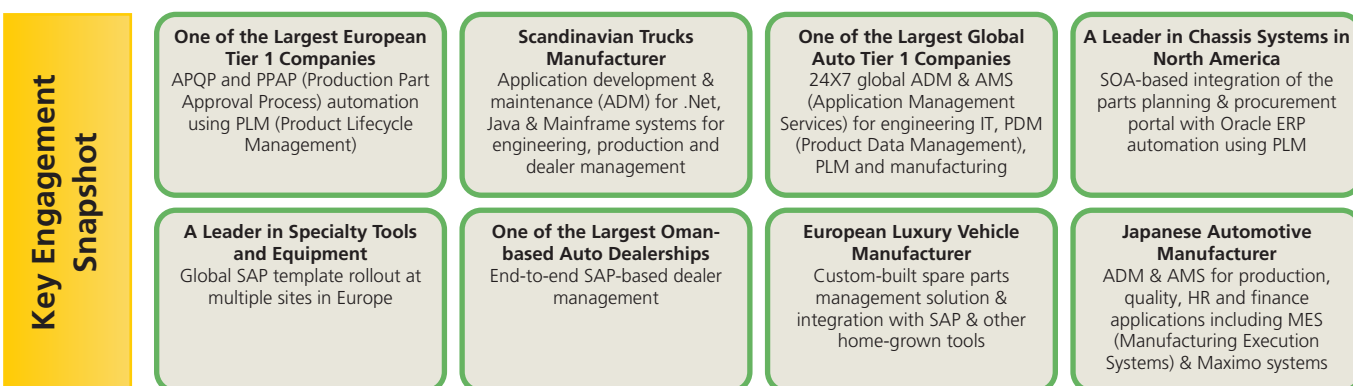 Key Engagement
Snapshot
One of the Largest European
Tier 1 Companies
APQP and PPAP (Production Part
Approval Process) automation
using PLM (Product Lifecycle
Management)
Scandinavian Trucks
Manufacturer
Application development &
maintenance (ADM) for .Net,
Java & Mainframe systems for
engineering, production and
dealer management
One of the Largest Global
Auto Tier 1 Companies
24X7 global ADM & AMS
(Application Management
Services) for engineering IT, PDM
(Product Data Management),
PLM and manufacturing
A Leader in Chassis Systems in
North America
SOA-based integration of the
parts planning & procurement
portal with Oracle ERP
automation using PLM
A Leader in Specialty Tools
and Equipment
Global SAP template rollout at
multiple sites in Europe
One of the Largest Oman-
based Auto Dealerships
End-to-end SAP-based dealer
management
European Luxury Vehicle
Manufacturer
Custom-built spare parts
management solution &
integration with SAP & other
home-grown tools
Japanese Automotive
Manufacturer
ADM & AMS for production,
quality, HR and finance
applications including MES
(Manufacturing Execution
Systems) & Maximo systems